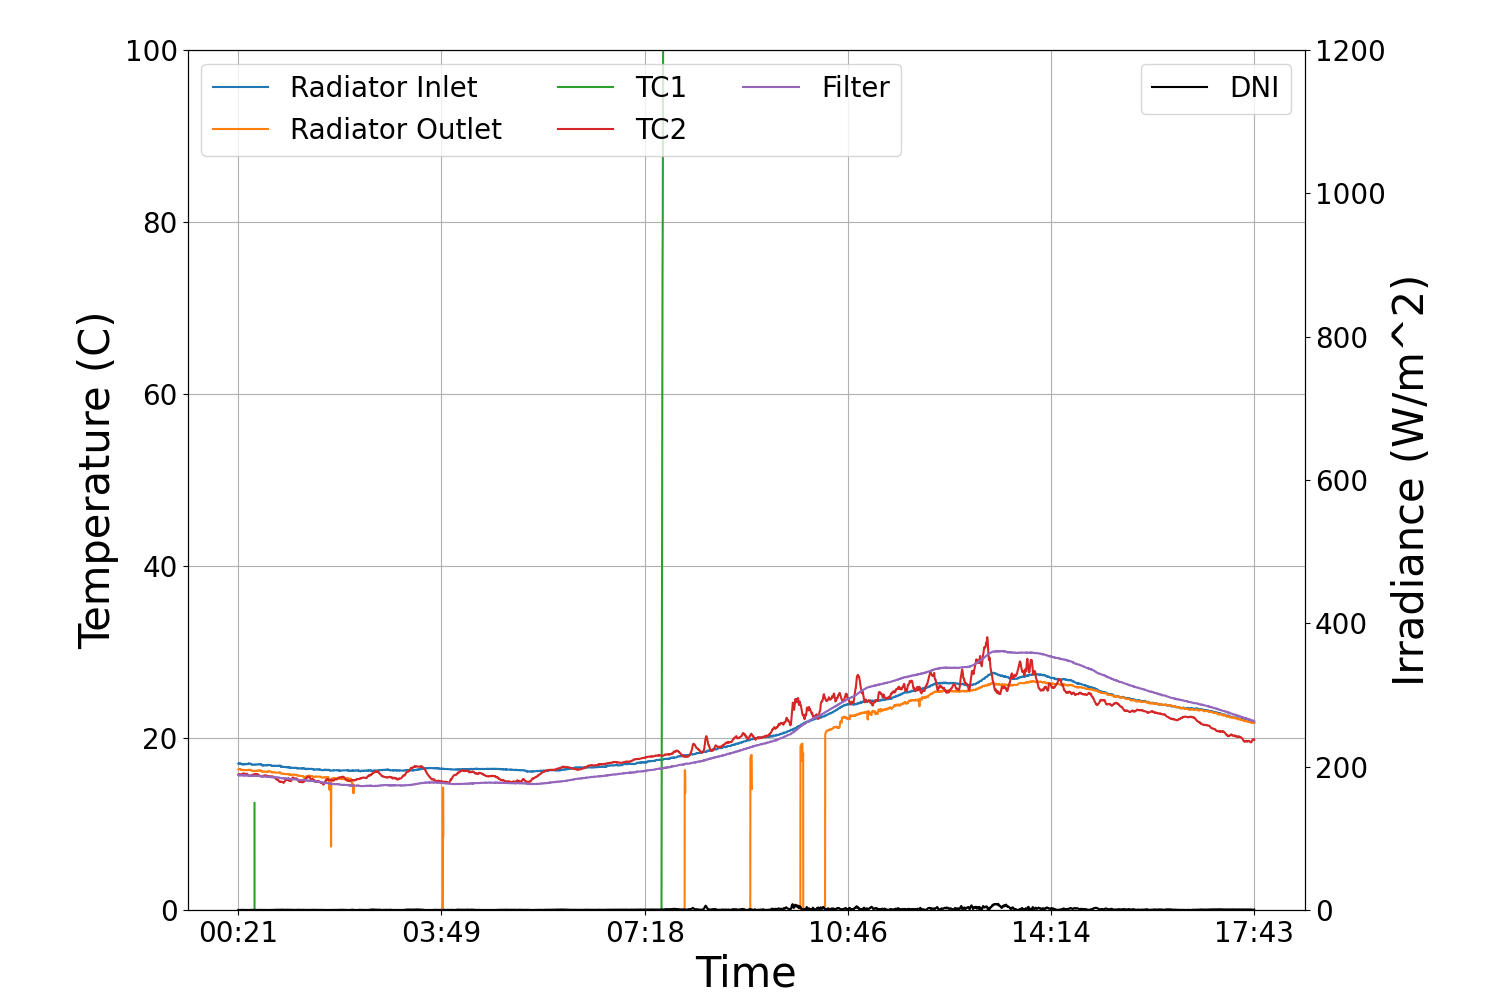 100
80
60
40
20
0
Temperature (C)
Radiator Inlet
Radiator Outlet
TC1
TC2
Filter
DNI
1200
1000
800
600
400
200
0
Irradiance (W/m^2)
00:21 03:49 07:18 10:46 14:14 17:43
Time